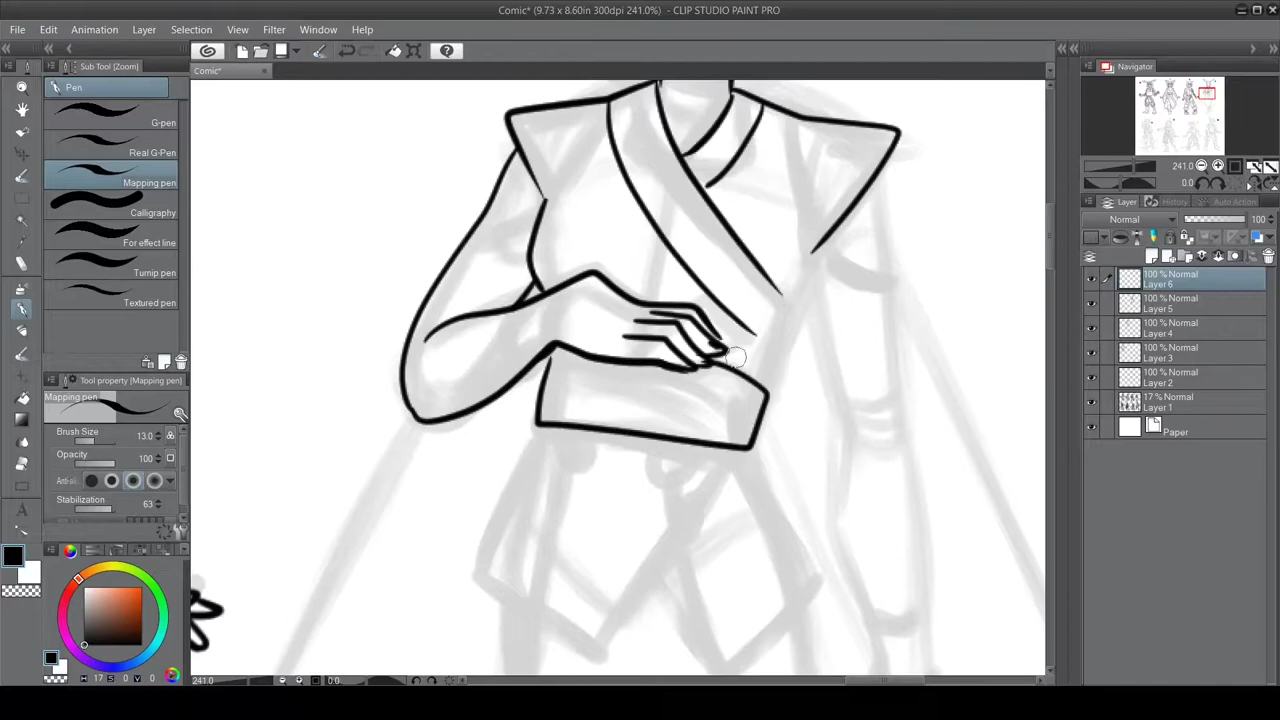 Comic* (9.73 x 8.60in 300dpi 241.0%) - CLIP STUDIO PAINT PRO
File Edit Animation Layer Selection View Filter Window Help
Sub Tool [Zoom]
Comic*
Navigator
Pen
G-pen
Real G-Pen
Mapping pen
Calligraphy
For effect line
Turnip pen
Textured pen
241.0
0.0
Layer History Auto Action
Normal 100
100 % Normal
Layer 6
100 % Normal
Layer 5
100 % Normal
Layer 4
100 % Normal
Layer 3
100 % Normal
Layer 2
17 % Normal
Layer 1
Paper
Tool property [Mapping pen]
Mapping pen
Brush Size 13.0
Opacity 100
Anti-ali
Stabilization 63
H 17 S 0 V 0
241.0 0.0